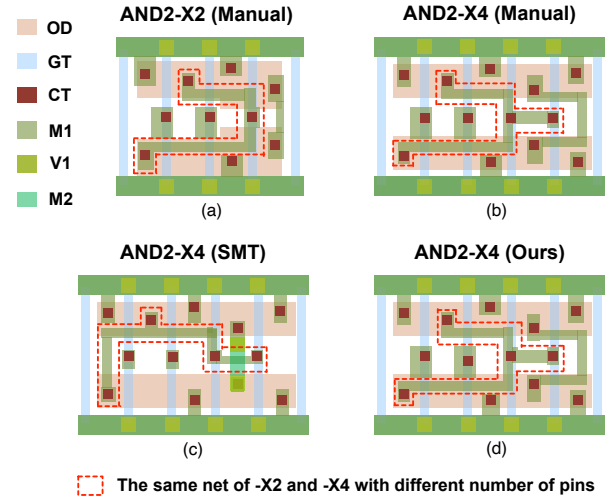 AND2-X2 (Manual)
AND2-X4 (Manual)
OD
GT
CT
M1
V1
M2
(a)
(b)
AND2-X4 (SMT)
AND2-X4 (Ours)
(c)
(d)
The same net of -X2 and -X4 with different number of pins